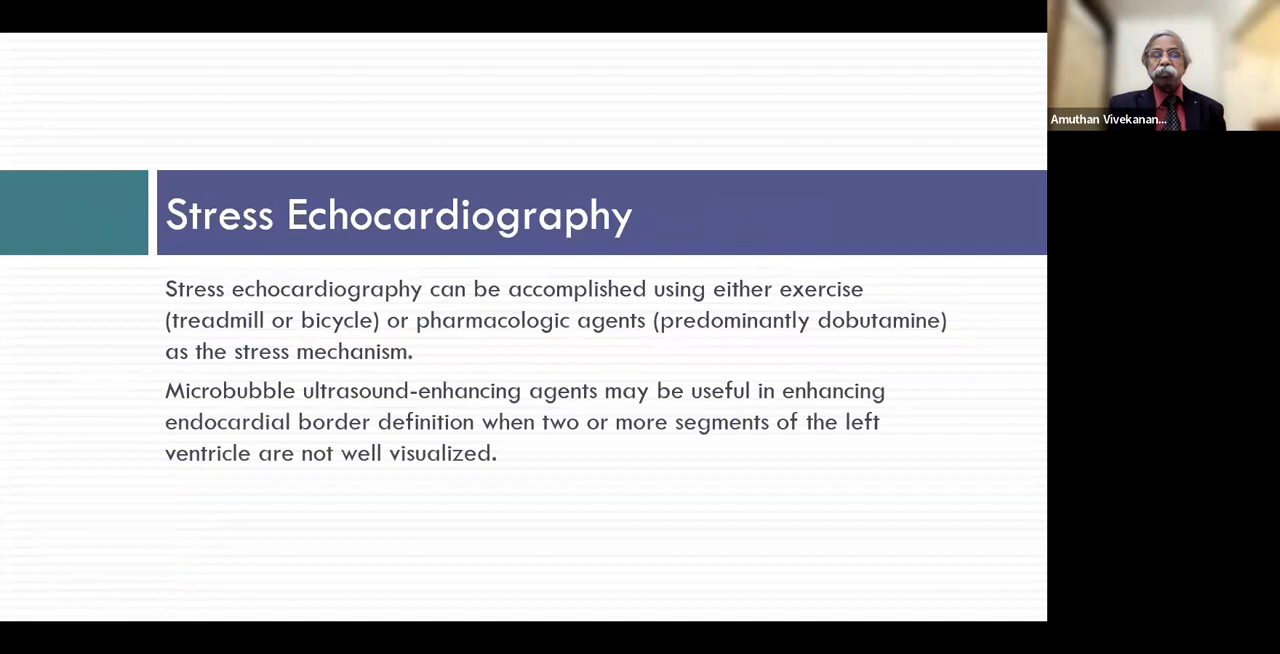 Stress Echocardiography
Stress echocardiography can be accomplished using either exercise
(treadmill or bicycle) or pharmacologic agents (predominantly dobutamine)
as the stress mechanism.
Microbubble ultrasound-enhancing agents may be useful in enhancing
endocardial border definition when two or more segments of the left
ventricle are not well visualized.
Amuthan Vivekanan...